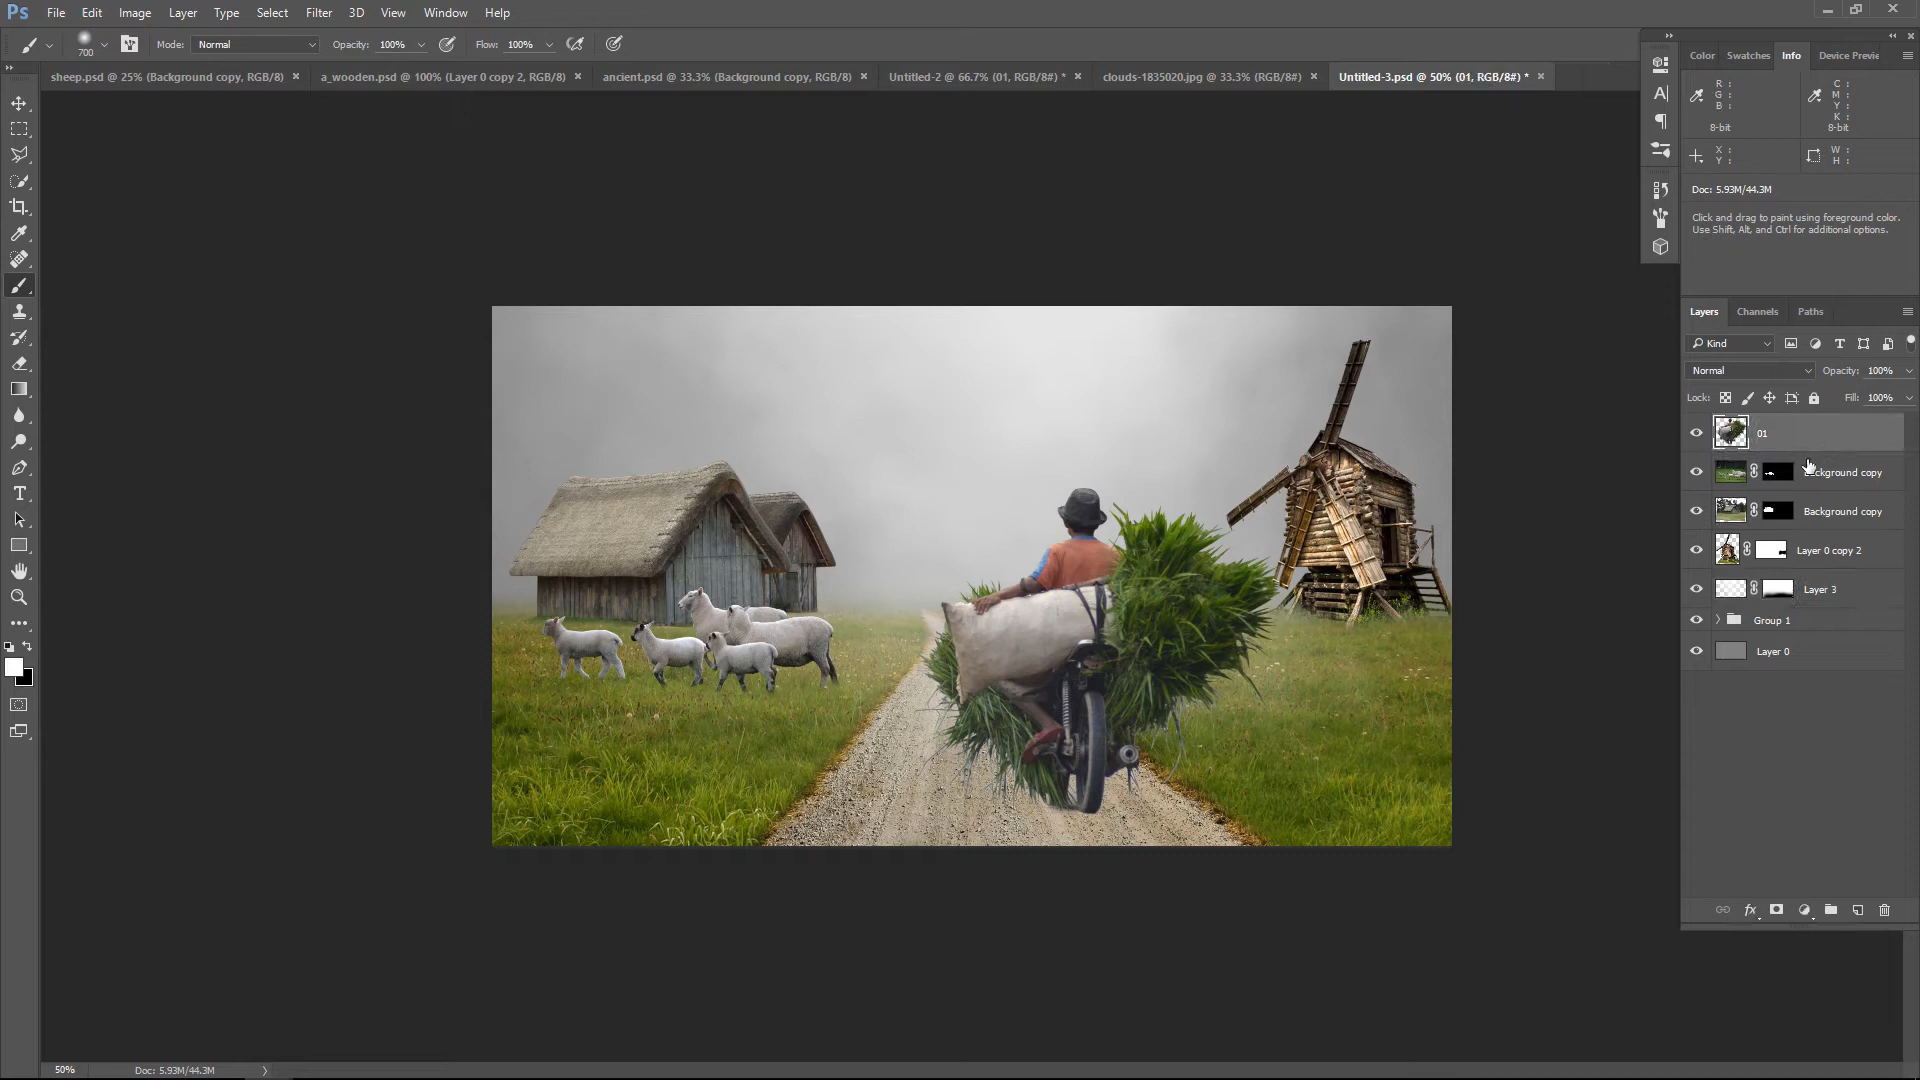 Ps File Edit Image Layer Type Select Filter 3D View Window Help
700 Mode: Normal Opacity: 100% Flow: 100%
sheep.psd @ 25% (Background copy, RGB/8) × a_wooden.psd @ 100% (Layer 0 copy 2, RGB/8) × ancient.psd @ 33.3% (Background copy, RGB/8) × Untitled-2 @ 66.7% (01, RGB/8#) * × clouds-1835020.jpg @ 33.3% (RGB/8#) × Untitled-3.psd @ 50% (01, RGB/8#) * ×
Color Swatches Info Device Previe
R : C :
G : M :
B : Y :
K :
8-bit 8-bit
X : W :
Y : H :
Doc: 5.93M/44.3M
Click and drag to paint using foreground color.
Use Shift, Alt, and Ctrl for additional options.
Layers Channels Paths
Kind
Normal Opacity: 100%
Lock: Fill: 100%
01
ackground copy
Background copy
Layer 0 copy 2
Layer 3
Group 1
Layer 0
fx
50% Doc: 5.93M/44.3M